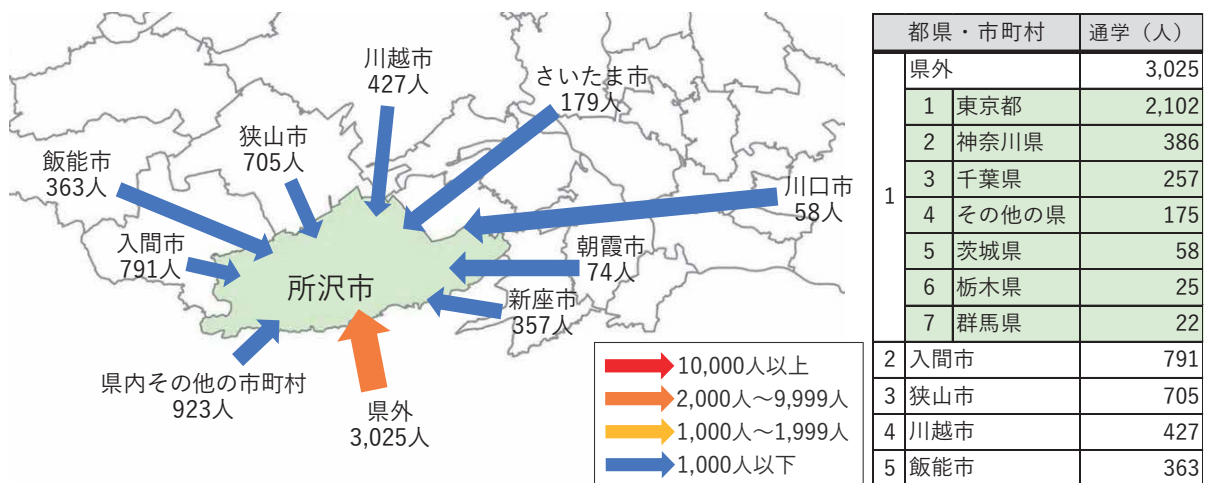 川越市
427人
さいたま市
179人
狭山市
705人
飯能市
363人
川口市
58人
入間市
791人
朝霞市
74人
所沢市
新座市
357人
県内その他の市町村
923人
県外
3,025人
10,000人以上
2,000人～9,999人
1,000人～1,999人
1,000人以下
都県・市町村 通学（人）
1 県外 3,025
1 東京都 2,102
2 神奈川県 386
3 千葉県 257
4 その他の県 175
5 茨城県 58
6 栃木県 25
7 群馬県 22
2 入間市 791
3 狭山市 705
4 川越市 427
5 飯能市 363